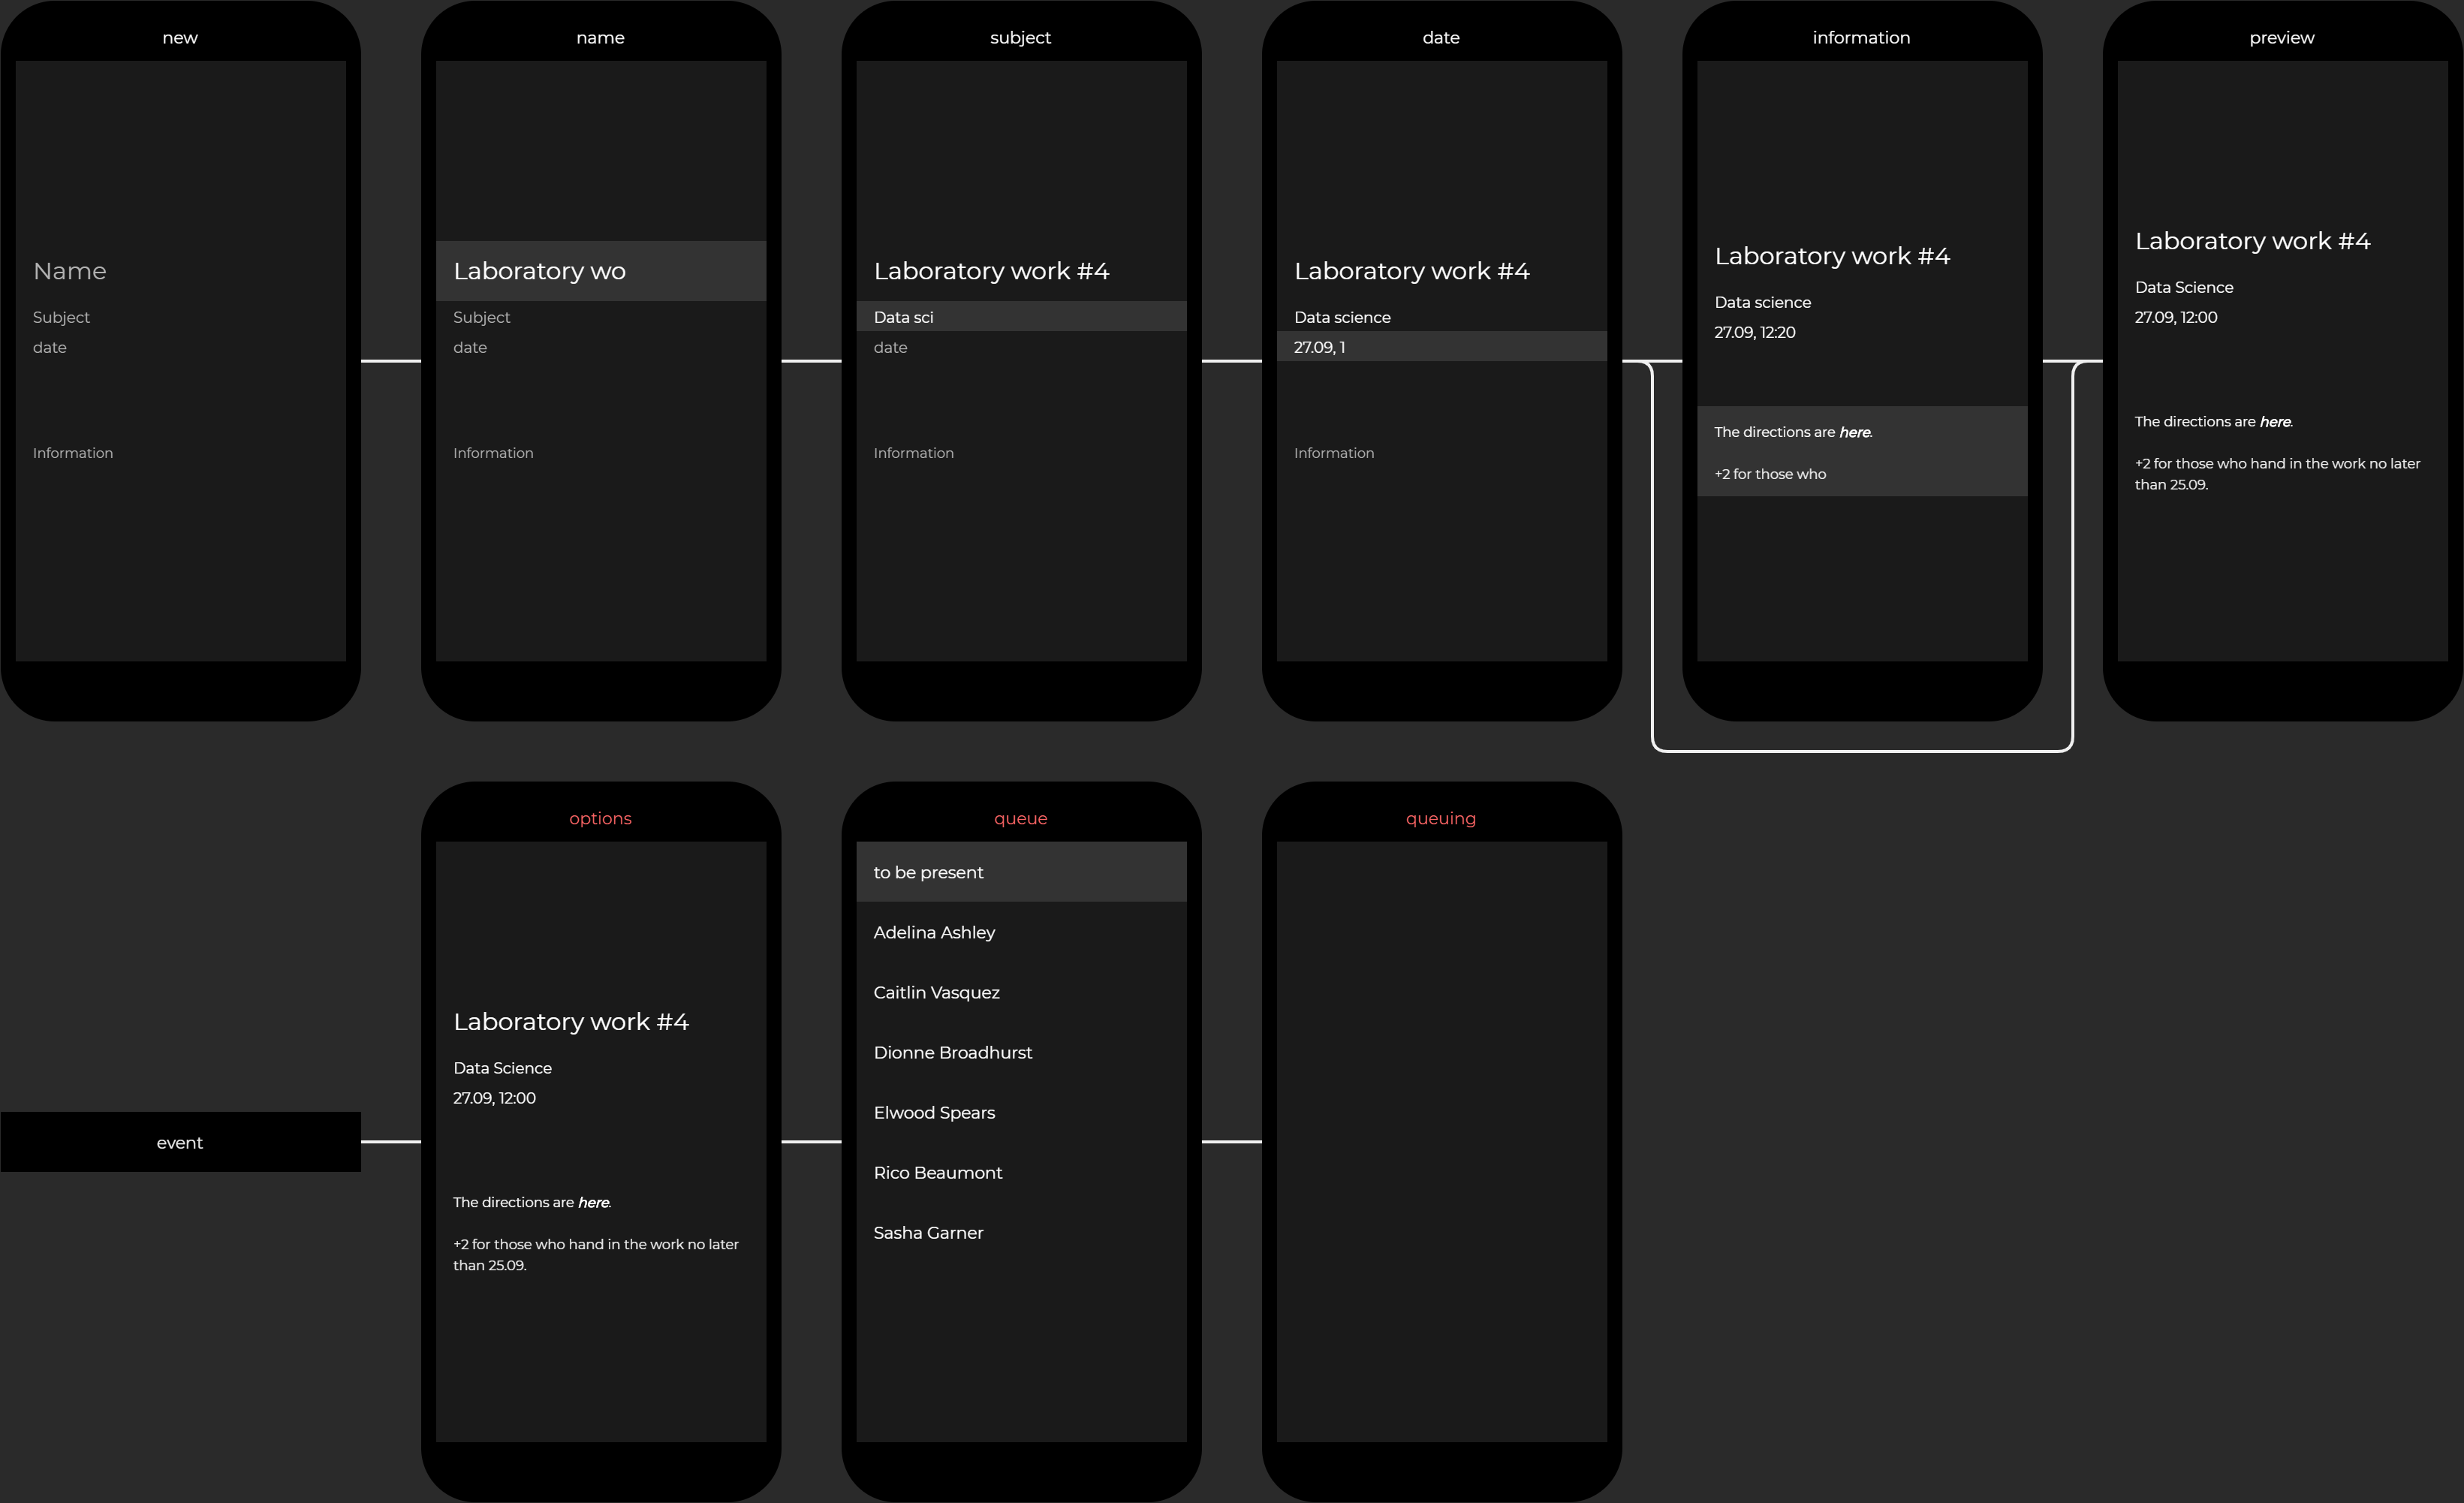 new
Name
Subject
date
Information
name
Laboratory wo
Subject
date
Information
subject
Laboratory work #4
Data sci
date
Information
date
Laboratory work #4
Data science
27.09, 1
Information
information
Laboratory work #4
Data science
27.09, 12:20
The directions are here.
+2 for those who
preview
Laboratory work #4
Data Science
27.09, 12:00
The directions are here.
+2 for those who hand in the work no later
than 25.09.
event
options
Laboratory work #4
Data Science
27.09, 12:00
The directions are here.
+2 for those who hand in the work no later
than 25.09.
queue
to be present
Adelina Ashley
Caitlin Vasquez
Dionne Broadhurst
Elwood Spears
Rico Beaumont
Sasha Garner
queuing